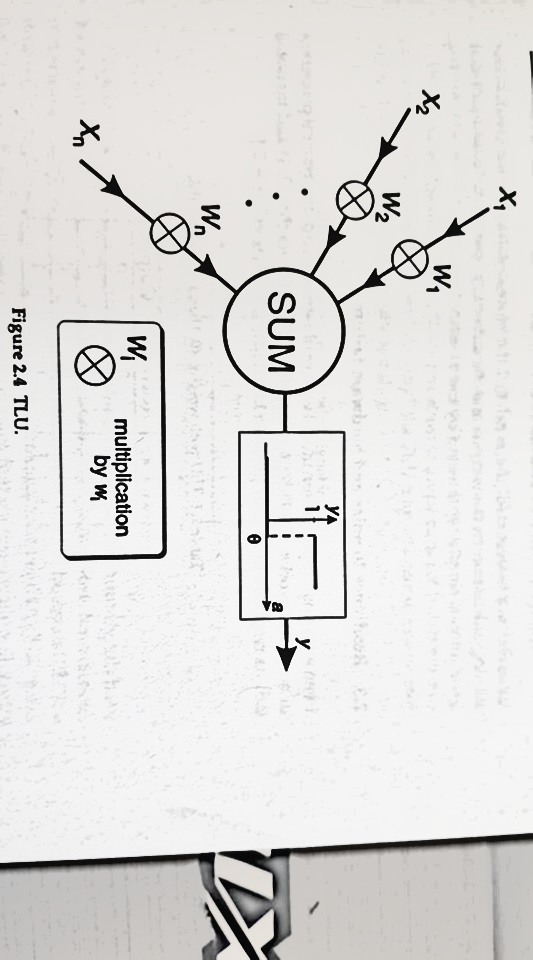 X₁
W₁
X₂
W₂
Xₙ
Wₙ
SUM
y
1
θ
a
y
Wᵢ
multiplication
by wᵢ
Figure 2.4 TLU.